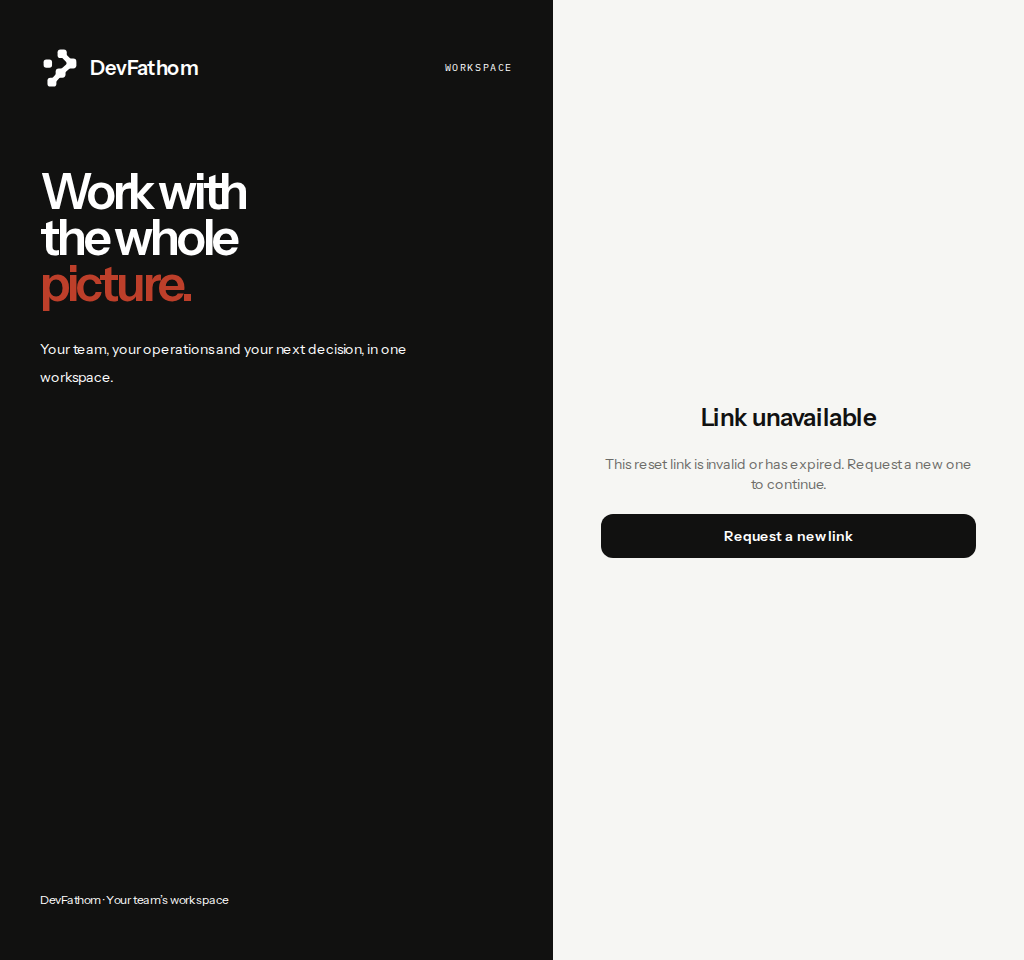 DevFathom
WORKSPACE
Work with
the whole
picture.
Your team, your operations and your next decision, in one
workspace.
Link unavailable
This reset link is invalid or has expired. Request a new one
to continue.
Request a new link
DevFathom · Your team's workspace